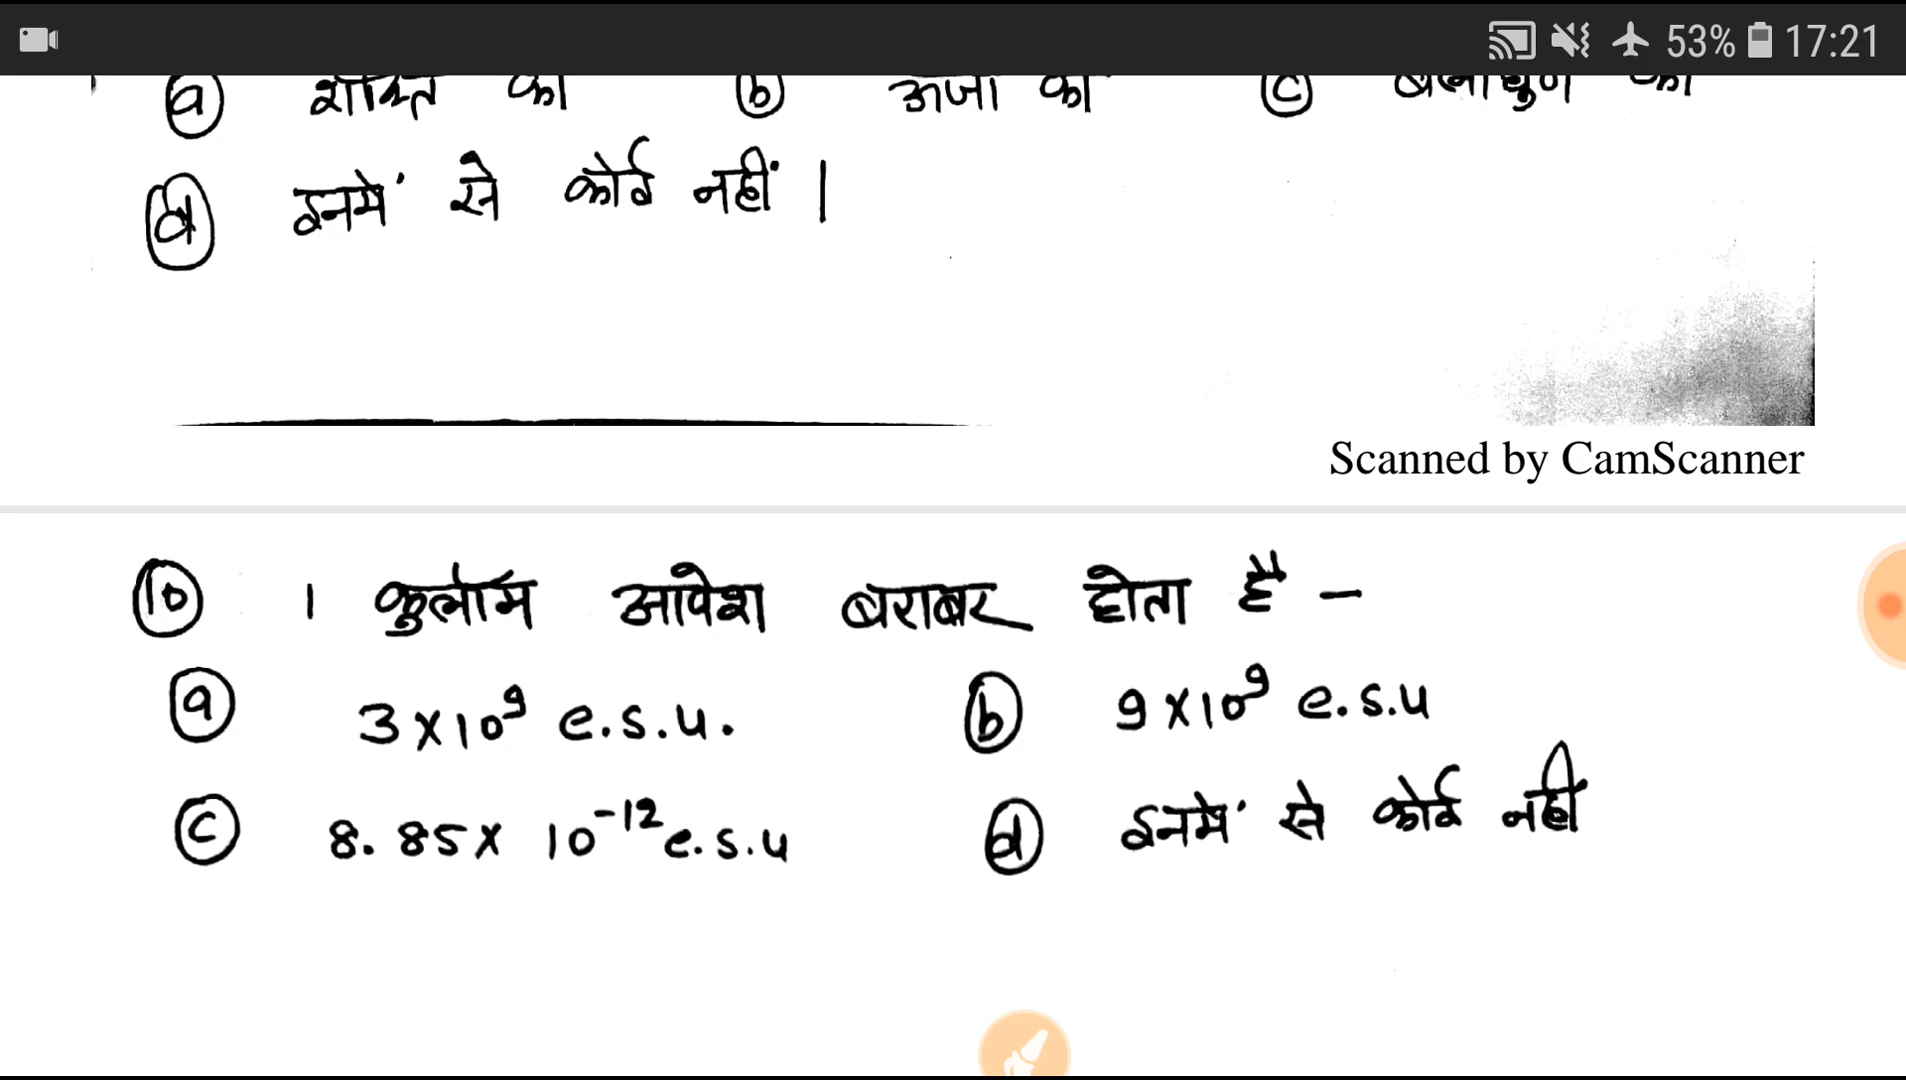 53% 17:21
(a) शक्ति का (b) ऊर्जा का (c) बलाघूर्ण का
(d) इनमें से कोई नहीं |
Scanned by CamScanner
(10) 1 कुलॉम आवेश बराबर होता है -
(a) 3×10⁹ e.s.u. (b) 9×10⁹ e.s.u
(c) 8.85× 10⁻¹² e.s.u (d) इनमें से कोई नहीं